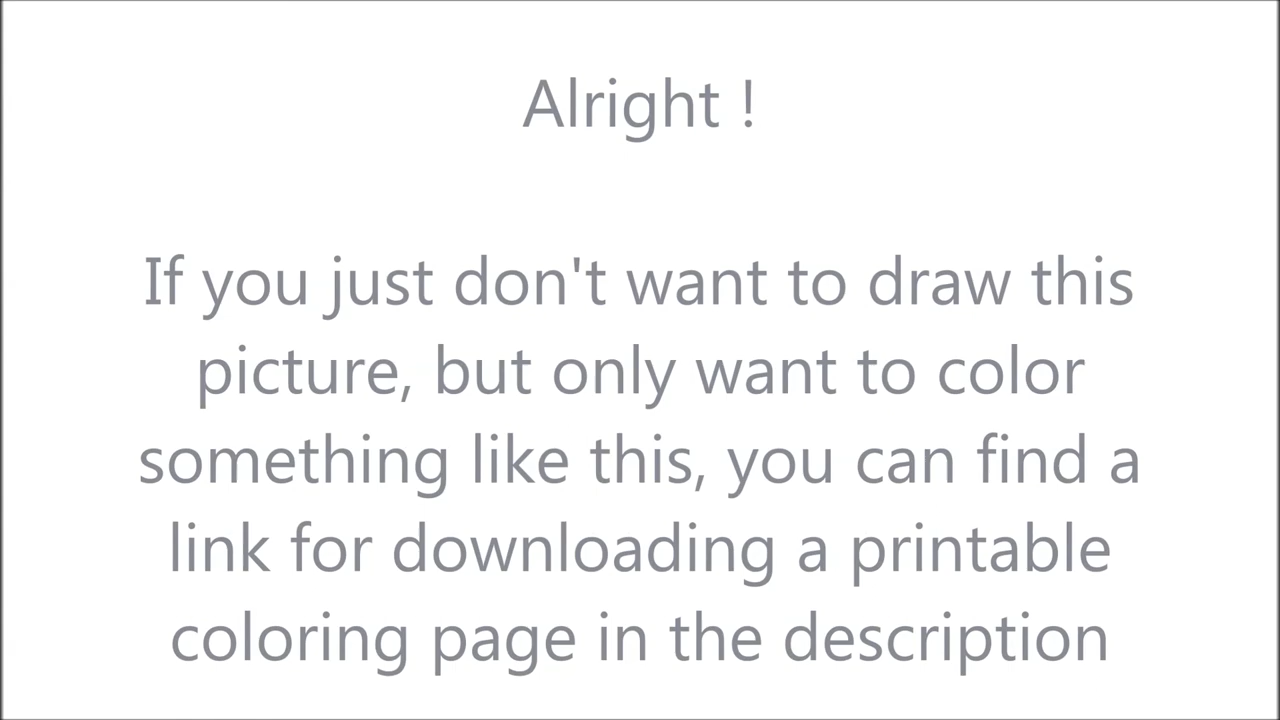 Alright !
If you just don't want to draw this
picture, but only want to color
something like this, you can find a
link for downloading a printable
coloring page in the description